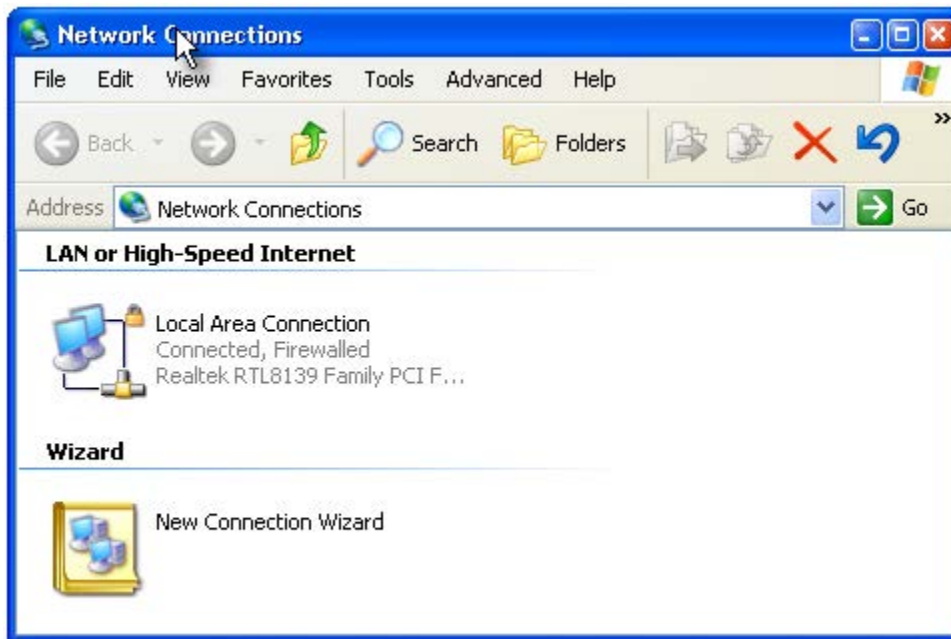 Network Connections
File Edit View Favorites Tools Advanced Help
Back Search Folders »
Address Network Connections Go
LAN or High-Speed Internet
Local Area Connection
Connected, Firewalled
Realtek RTL8139 Family PCI F...
Wizard
New Connection Wizard